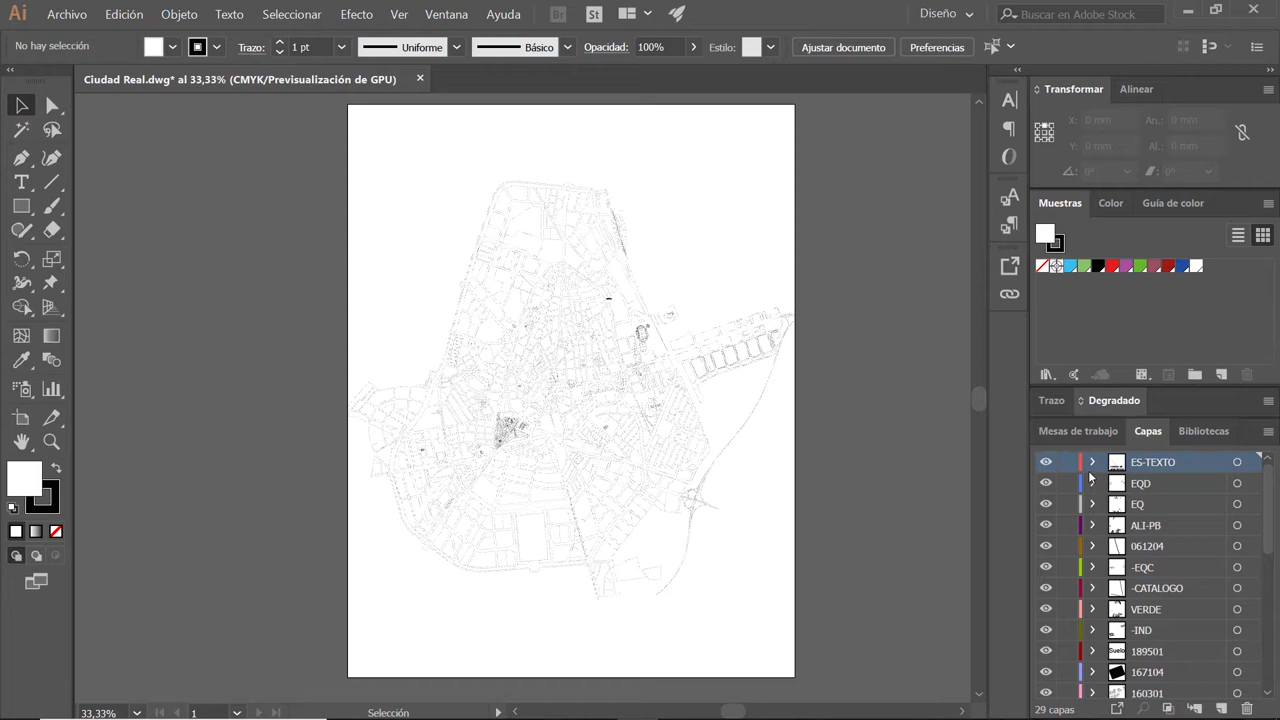 Ai Archivo Edición Objeto Texto Seleccionar Efecto Ver Ventana Ayuda Br St Diseño Buscar en Adobe Stock
No hay selección Trazo: 1 pt Uniforme Básico Opacidad: 100% Estilo: Ajustar documento Preferencias
Ciudad Real.dwg* al 33,33% (CMYK/Previsualización de GPU)
Transformar Alinear
X: 0 mm An.: 0 mm
Y: 0 mm Al.: 0 mm
0° 0°
Muestras Color Guía de color
Trazo Degradado
Mesas de trabajo Capas Bibliotecas
ES-TEXTO
EQD
EQ
ALI-PB
061204
-EQC
-CATALOGO
VERDE
-IND
Suelo 189501
167104
160301
29 capas
33,33% 1 Selección